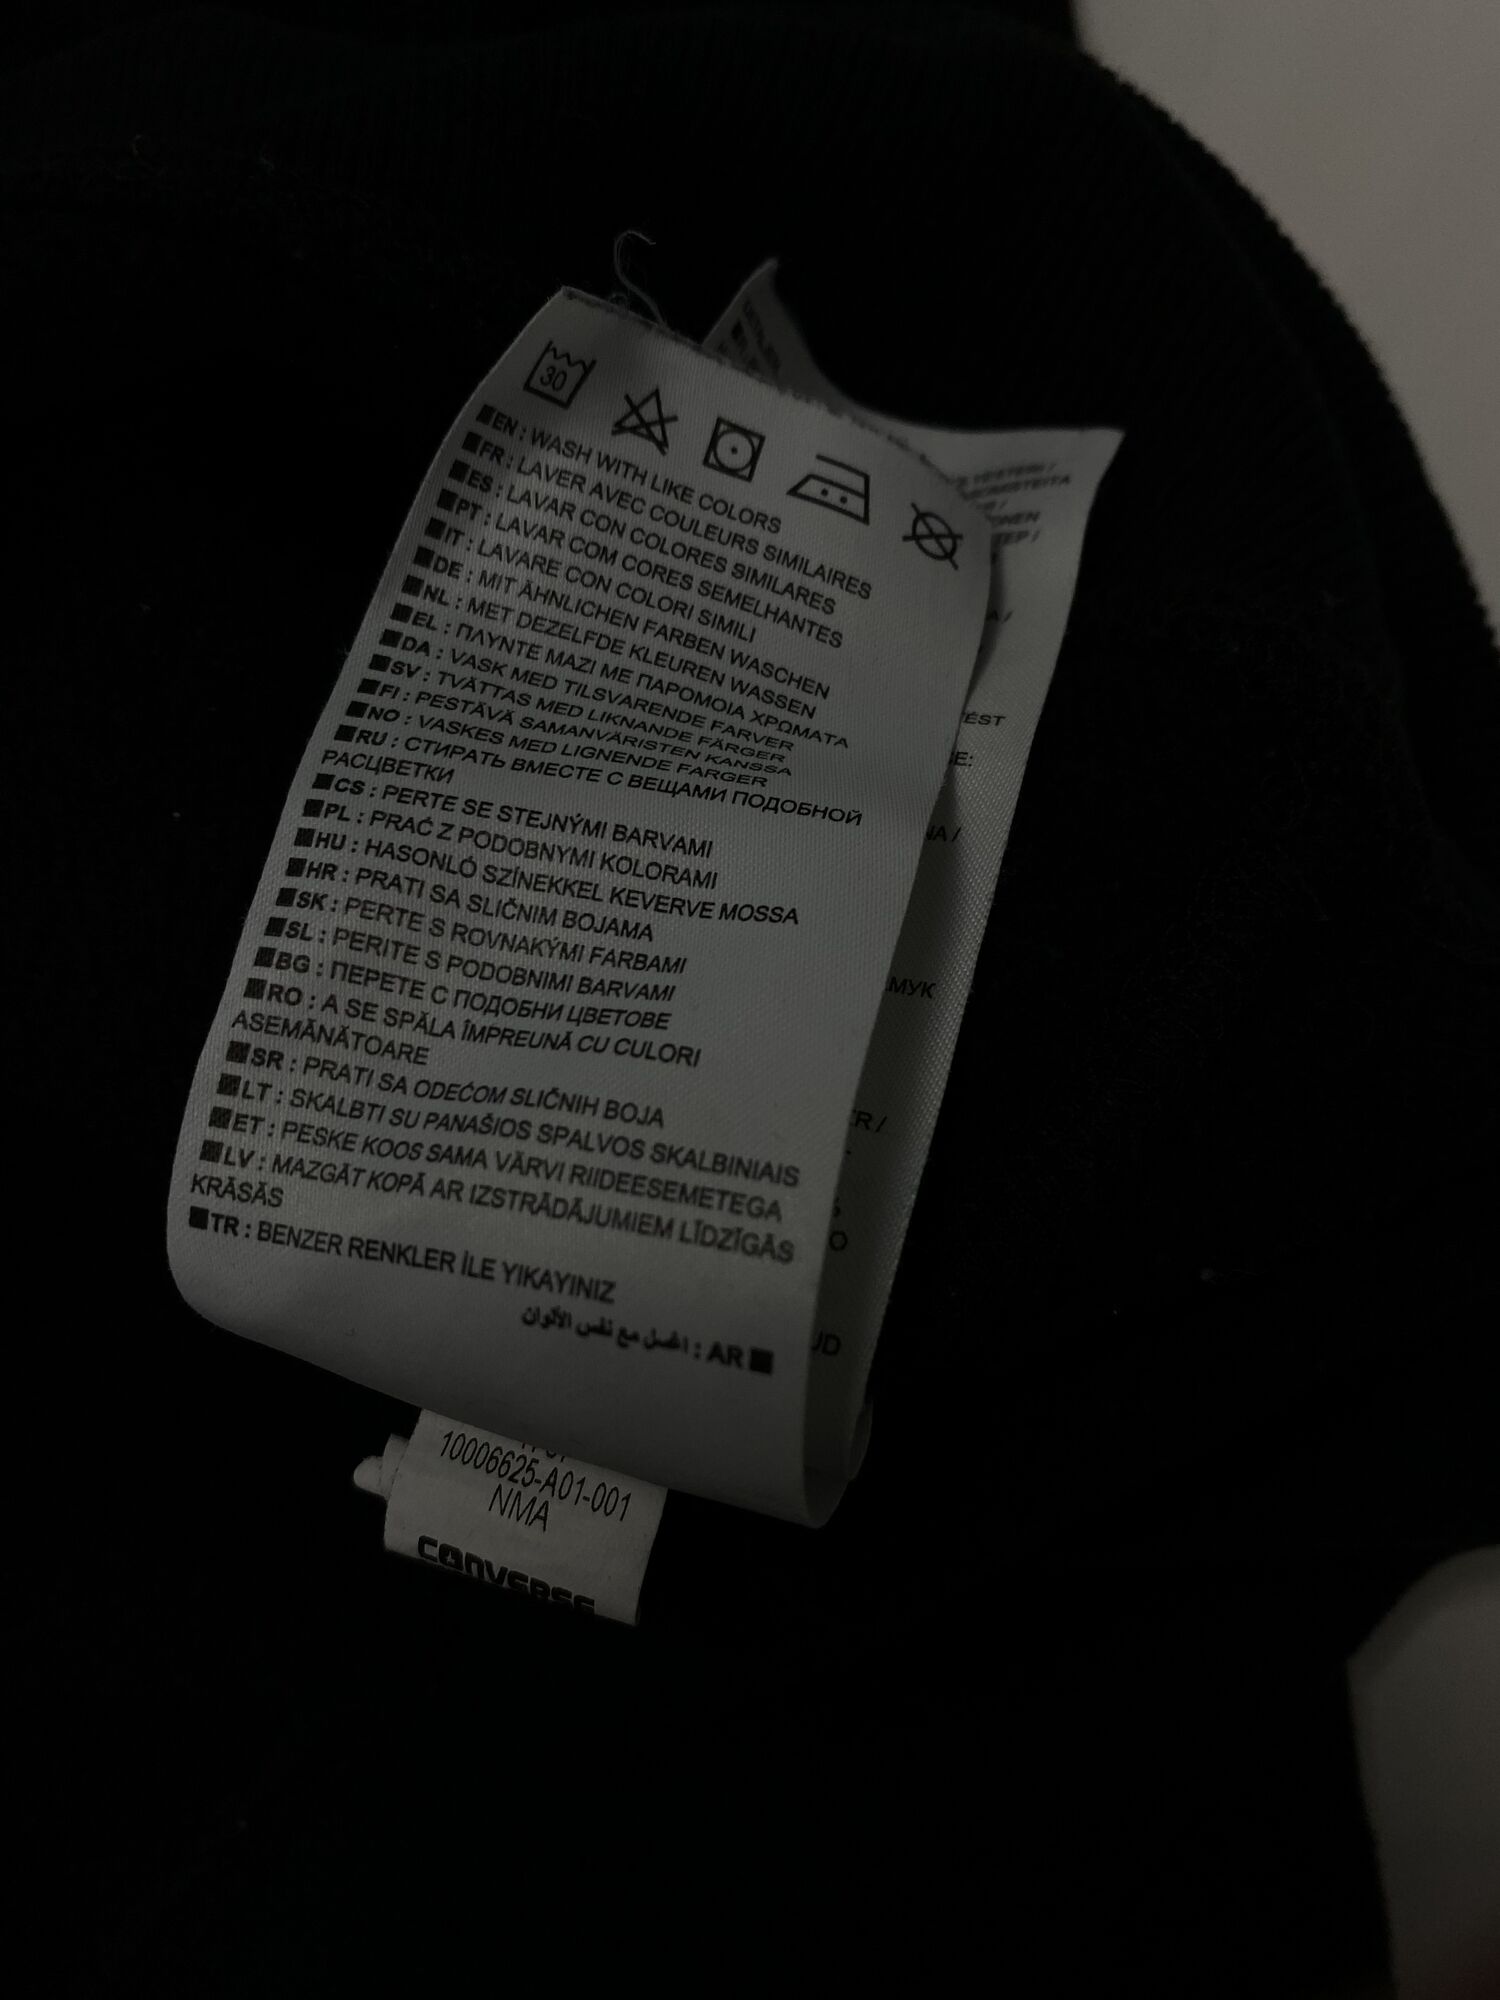 30
EN : WASH WITH LIKE COLORS
FR : LAVER AVEC COULEURS SIMILAIRES
ES : LAVAR CON COLORES SIMILARES
PT : LAVAR COM CORES SEMELHANTES
IT : LAVARE CON COLORI SIMILI
DE : MIT ÄHNLICHEN FARBEN WASCHEN
NL : MET DEZELFDE KLEUREN WASSEN
EL : ΠΛΥΝΤΕ ΜΑΖΙ ΜΕ ΠΑΡΟΜΟΙΑ ΧΡΩΜΑΤΑ
DA : VASK MED TILSVARENDE FARVER
SV : TVÄTTAS MED LIKNANDE FÄRGER
FI : PESTÄVÄ SAMANVÄRISTEN KANSSA
NO : VASKES MED LIGNENDE FARGER
RU : СТИРАТЬ ВМЕСТЕ С ВЕЩАМИ ПОДОБНОЙ
РАСЦВЕТКИ
CS : PERTE SE STEJNÝMI BARVAMI
PL : PRAĆ Z PODOBNYMI KOLORAMI
HU : HASONLÓ SZÍNEKKEL KEVERVE MOSSA
HR : PRATI SA SLIČNIM BOJAMA
SK : PERTE S ROVNAKÝMI FARBAMI
SL : PERITE S PODOBNIMI BARVAMI
BG : ПЕРЕТЕ С ПОДОБНИ ЦВЕТОВЕ
RO : A SE SPĂLA ÎMPREUNĂ CU CULORI
ASEMĂNĂTOARE
SR : PRATI SA ODEĆOM SLIČNIH BOJA
LT : SKALBTI SU PANAŠIOS SPALVOS SKALBINIAIS
ET : PESKE KOOS SAMA VÄRVI RIIDEESEMETEGA
LV : MAZGĀT KOPĀ AR IZSTRĀDĀJUMIEM LĪDZĪGĀS
KRĀSĀS
TR : BENZER RENKLER İLE YIKAYINIZ
AR : اغسل مع نفس الألوان
10006625-A01-001
NMA
CONVERSE